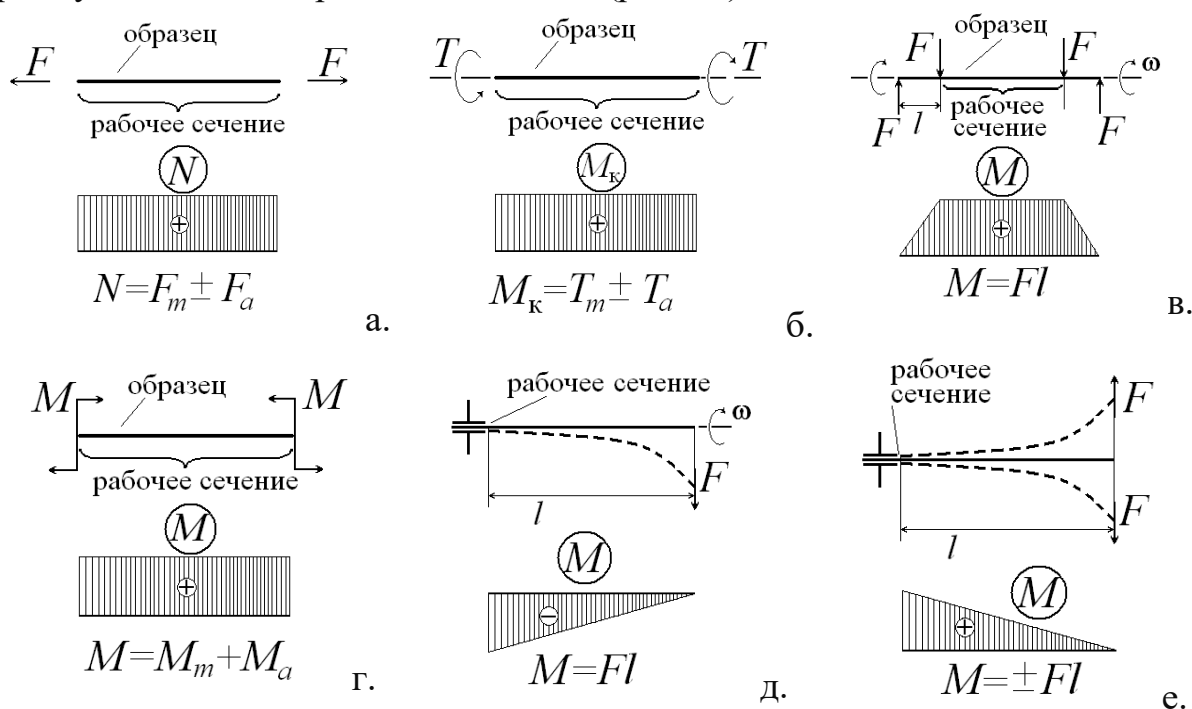 образец
F
F
рабочее сечение
N
+
N=F_m ± F_a
а.
T
образец
T
рабочее сечение
M_к
+
M_к=T_m ± T_a
б.
F
образец
F
ω
рабочее
сечение
F
l
F
M
+
M=Fl
в.
M
образец
M
рабочее сечение
M
+
M=M_m+M_a
г.
рабочее сечение
ω
F
l
M
−
M=Fl
д.
рабочее
сечение
F
F
l
M
+
M=±Fl
е.